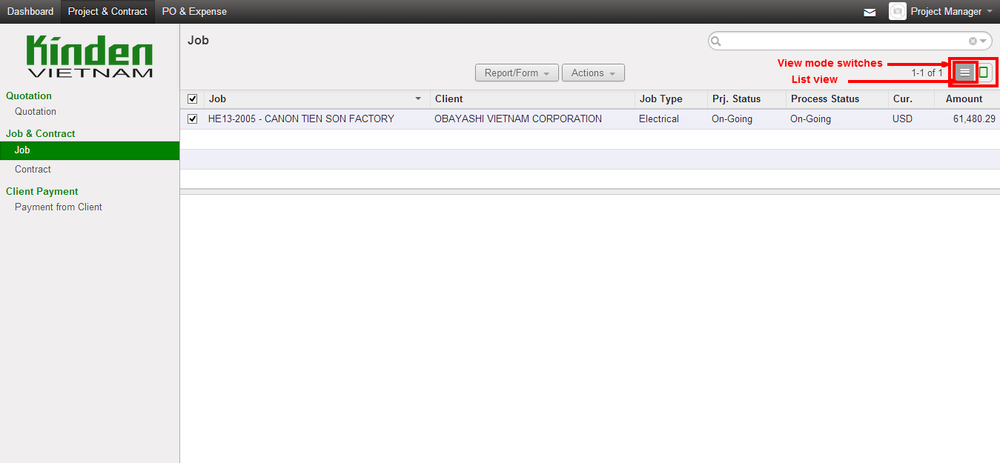 Dashboard Project & Contract PO & Expense Project Manager
Kinden
VIETNAM
Job
View mode switches
Report/Form Actions 1-1 of 1
List view
Quotation
Quotation
Job & Contract
Job
Contract
Client Payment
Payment from Client
Job Client Job Type Prj. Status Process Status Cur. Amount
HE13-2005 - CANON TIEN SON FACTORY OBAYASHI VIETNAM CORPORATION Electrical On-Going On-Going USD 61,480.29